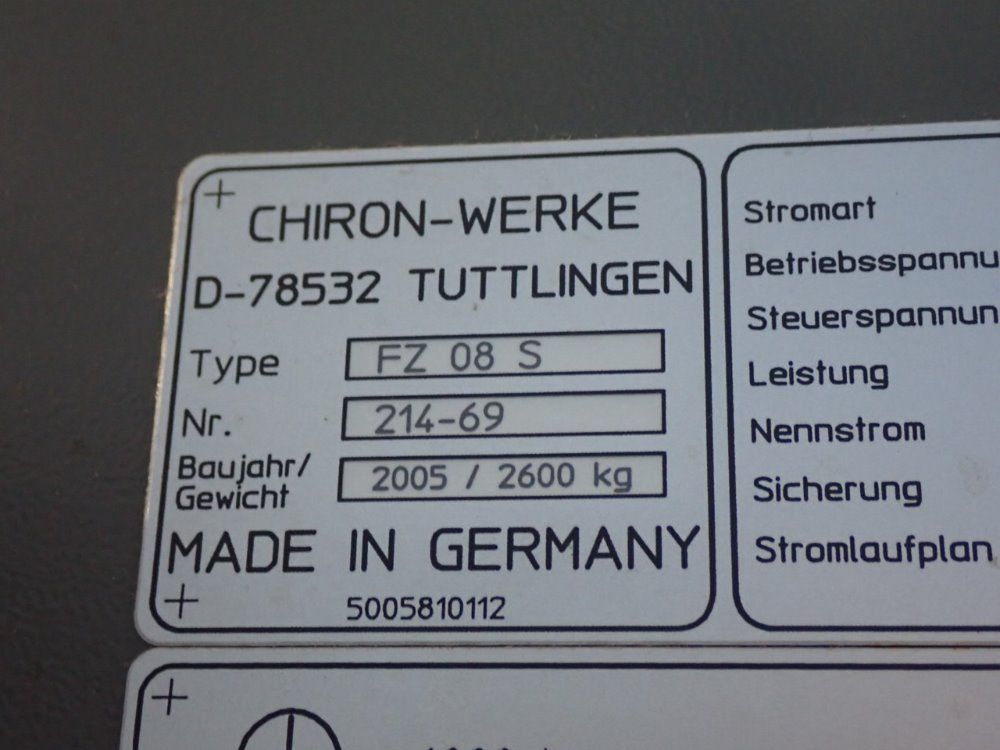 CHIRON-WERKE
D-78532 TUTTLINGEN
Type FZ 08 S
Nr. 214-69
Baujahr/
Gewicht 2005 / 2600 kg
MADE IN GERMANY
5005810112
Stromart
Betriebsspannu
Steuerspannun
Leistung
Nennstrom
Sicherung
Stromlaufplan